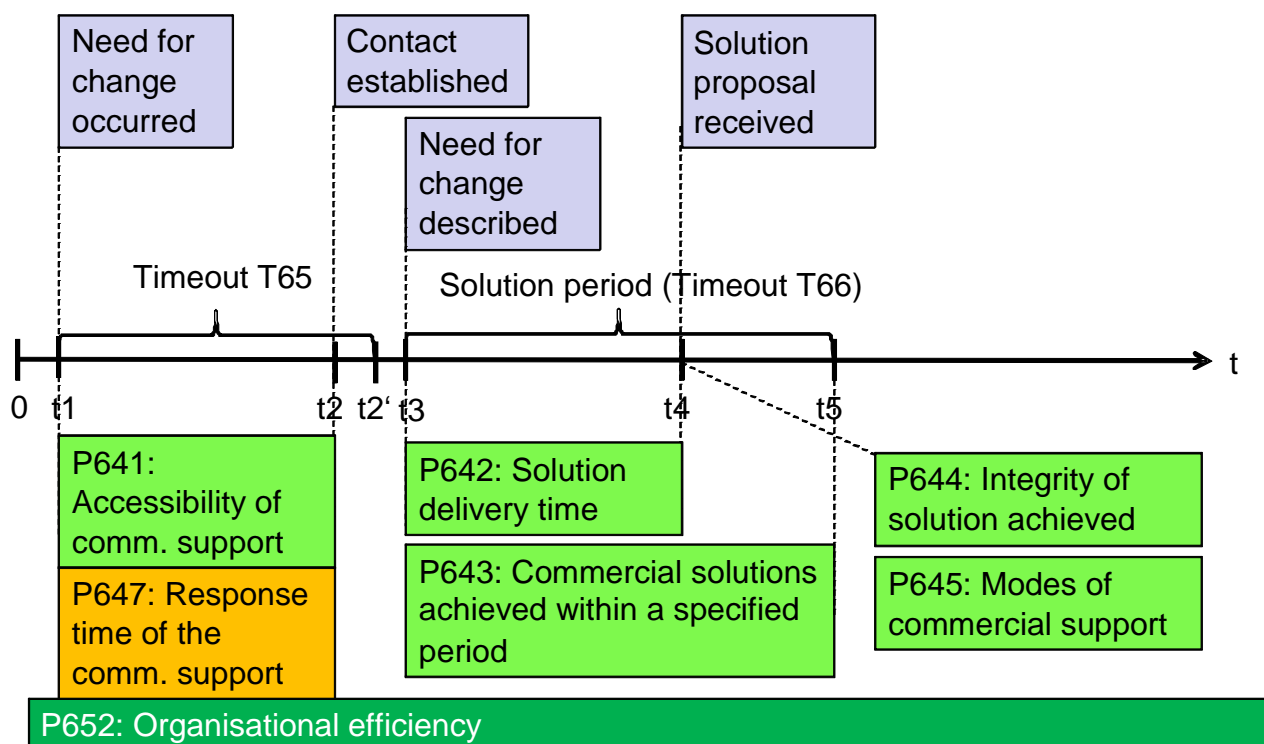 Need for
change
occurred
Contact
established
Solution
proposal
received
Need for
change
described
Timeout T65
Solution period (Timeout T66)
0
t1
t2
t2‘
t3
t4
t5
t
P641:
Accessibility of
comm. support
P647: Response
time of the
comm. support
P642: Solution
delivery time
P643: Commercial solutions
achieved within a specified
period
P644: Integrity of
solution achieved
P645: Modes of
commercial support
P652: Organisational efficiency